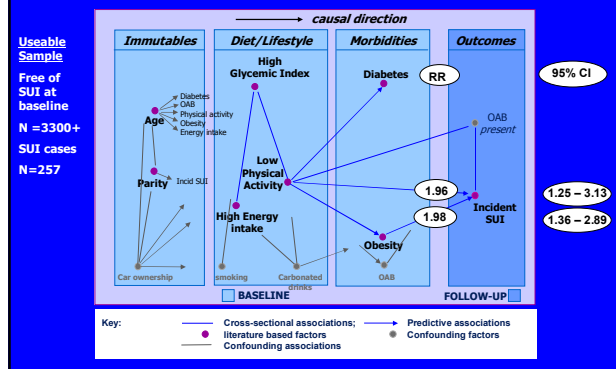 causal direction
Useable
Sample
Free of
SUI at
baseline
N =3300+
SUI cases
N=257
Immutables
Diet/Lifestyle
Morbidities
Outcomes
High
Glycemic Index
Diabetes
RR
95% CI
Diabetes
OAB
Physical activity
Obesity
Energy intake
Age
OAB
present
Low
Physical
Activity
Parity
Incid SUI
1.96
1.25 – 3.13
High Energy
intake
1.98
Incident
SUI
1.36 – 2.89
Obesity
Car ownership
smoking
Carbonated
drinks
OAB
BASELINE
FOLLOW-UP
Key:
Cross-sectional associations;
Predictive associations
literature based factors
Confounding factors
Confounding associations